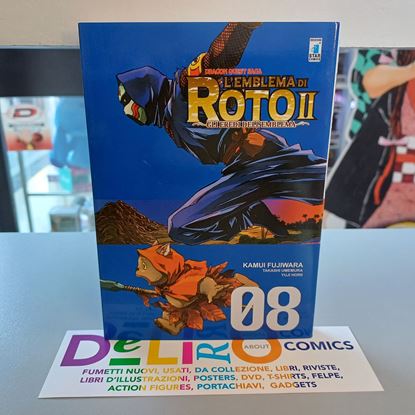 STAR
COMICS
DRAGON QUEST SAGA
L'EMBLEMA DI
ROTO II
GLI EREDI DELL'EMBLEMA
KAMUI FUJIWARA
TAKASHI UMEMURA
YUJI HORII
08
DeLiRiO ABOUT COMICS
FUMETTI NUOVI, USATI, DA COLLEZIONE, LIBRI, RIVISTE,
LIBRI D'ILLUSTRAZIONI, POSTERS, DVD, T-SHIRTS, FELPE,
ACTION FIGURES, PORTACHIAVI, GADGETS